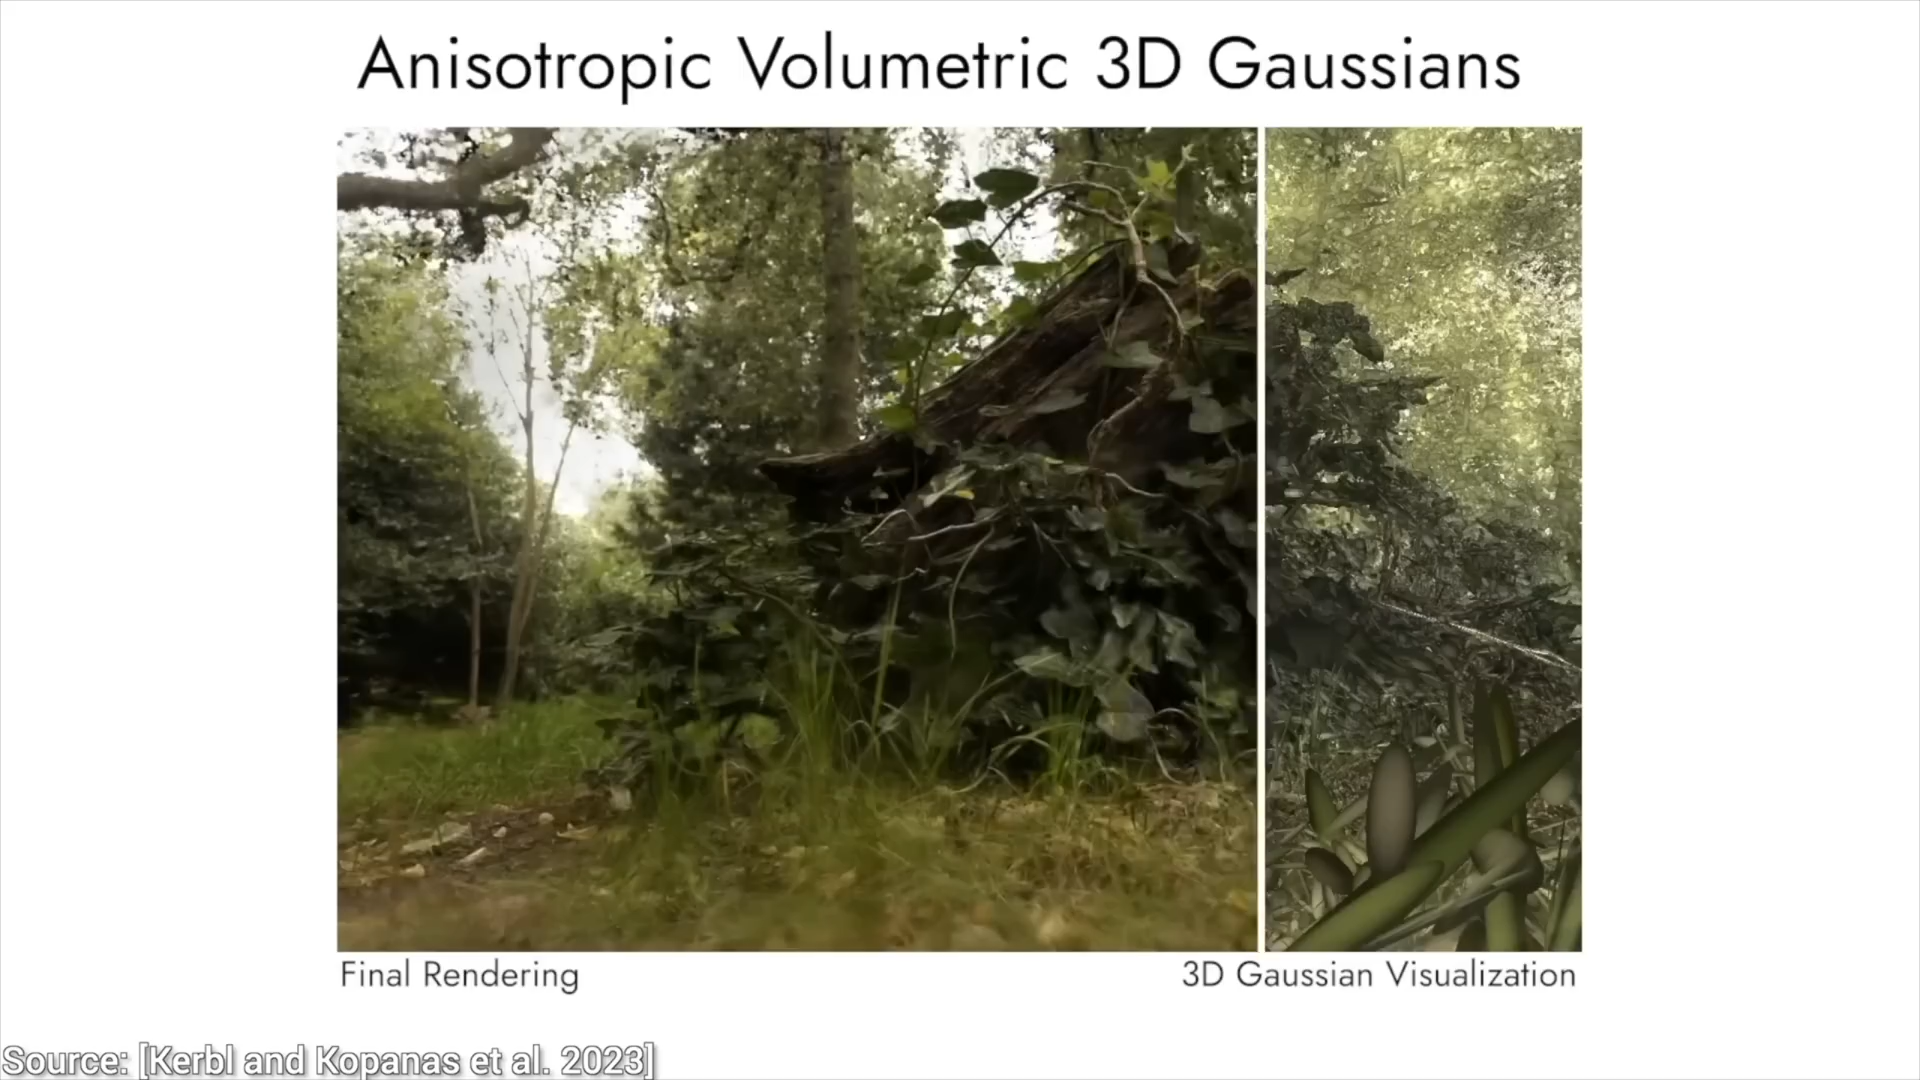 Anisotropic Volumetric 3D Gaussians
Final Rendering
3D Gaussian Visualization
Source: [Kerbl and Kopanas et al. 2023]